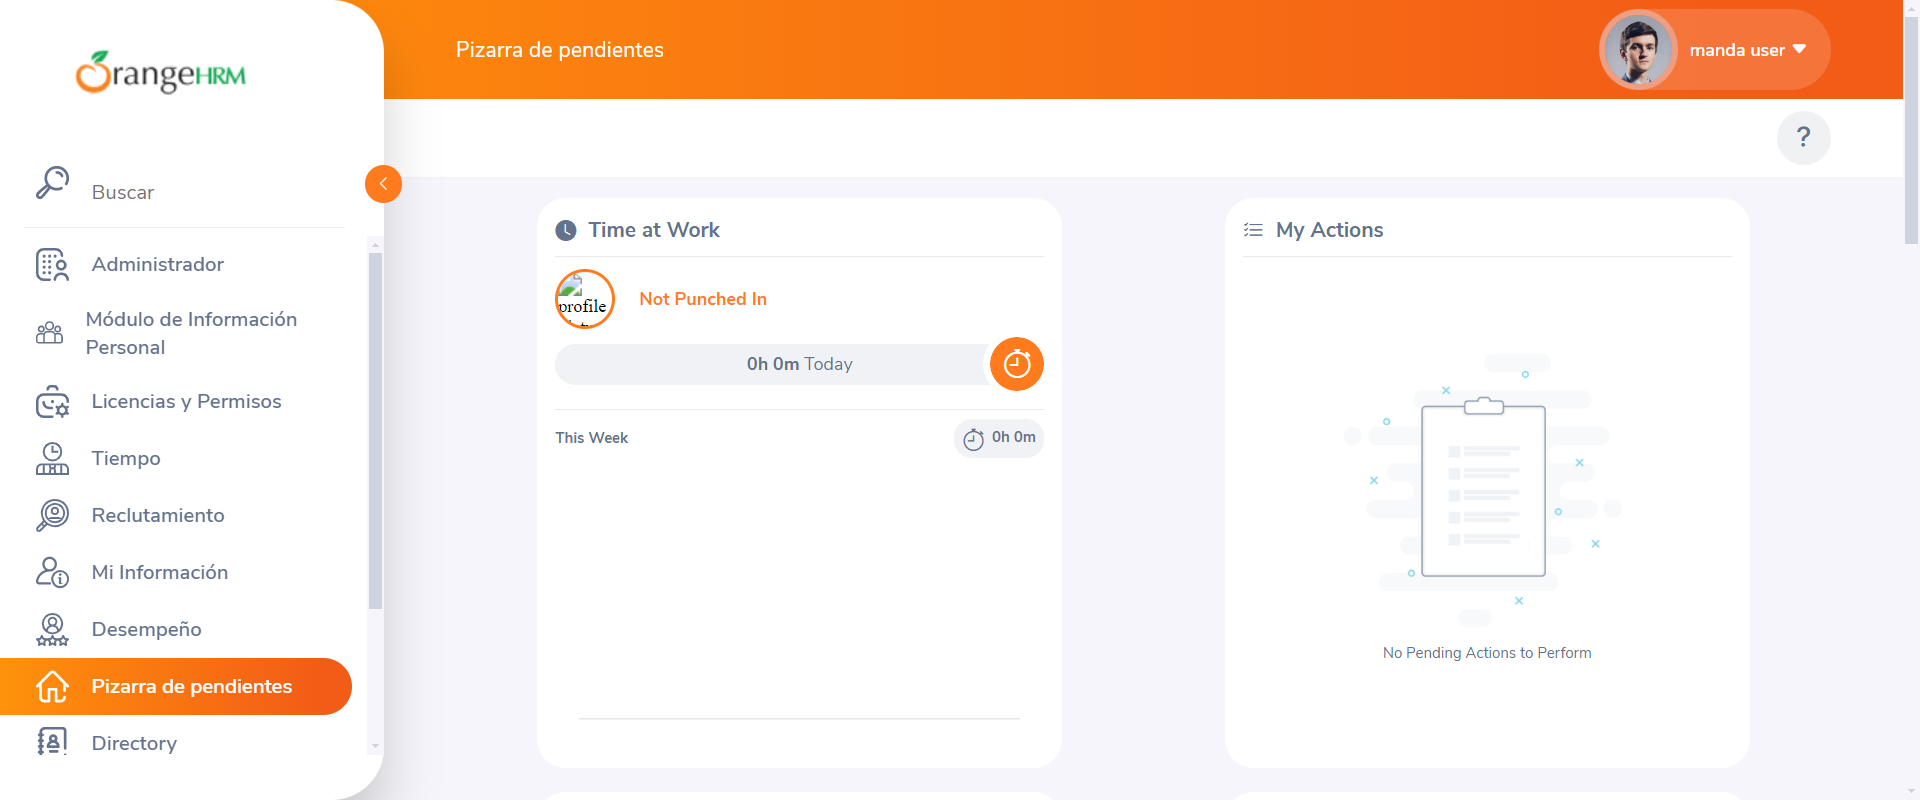 OrangeHRM
Pizarra de pendientes
manda user
?
Buscar
Administrador
Módulo de Información
Personal
Licencias y Permisos
Tiempo
Reclutamiento
Mi Información
Desempeño
Pizarra de pendientes
Directory
Time at Work
profile
Not Punched In
0h 0m Today
This Week
0h 0m
My Actions
No Pending Actions to Perform